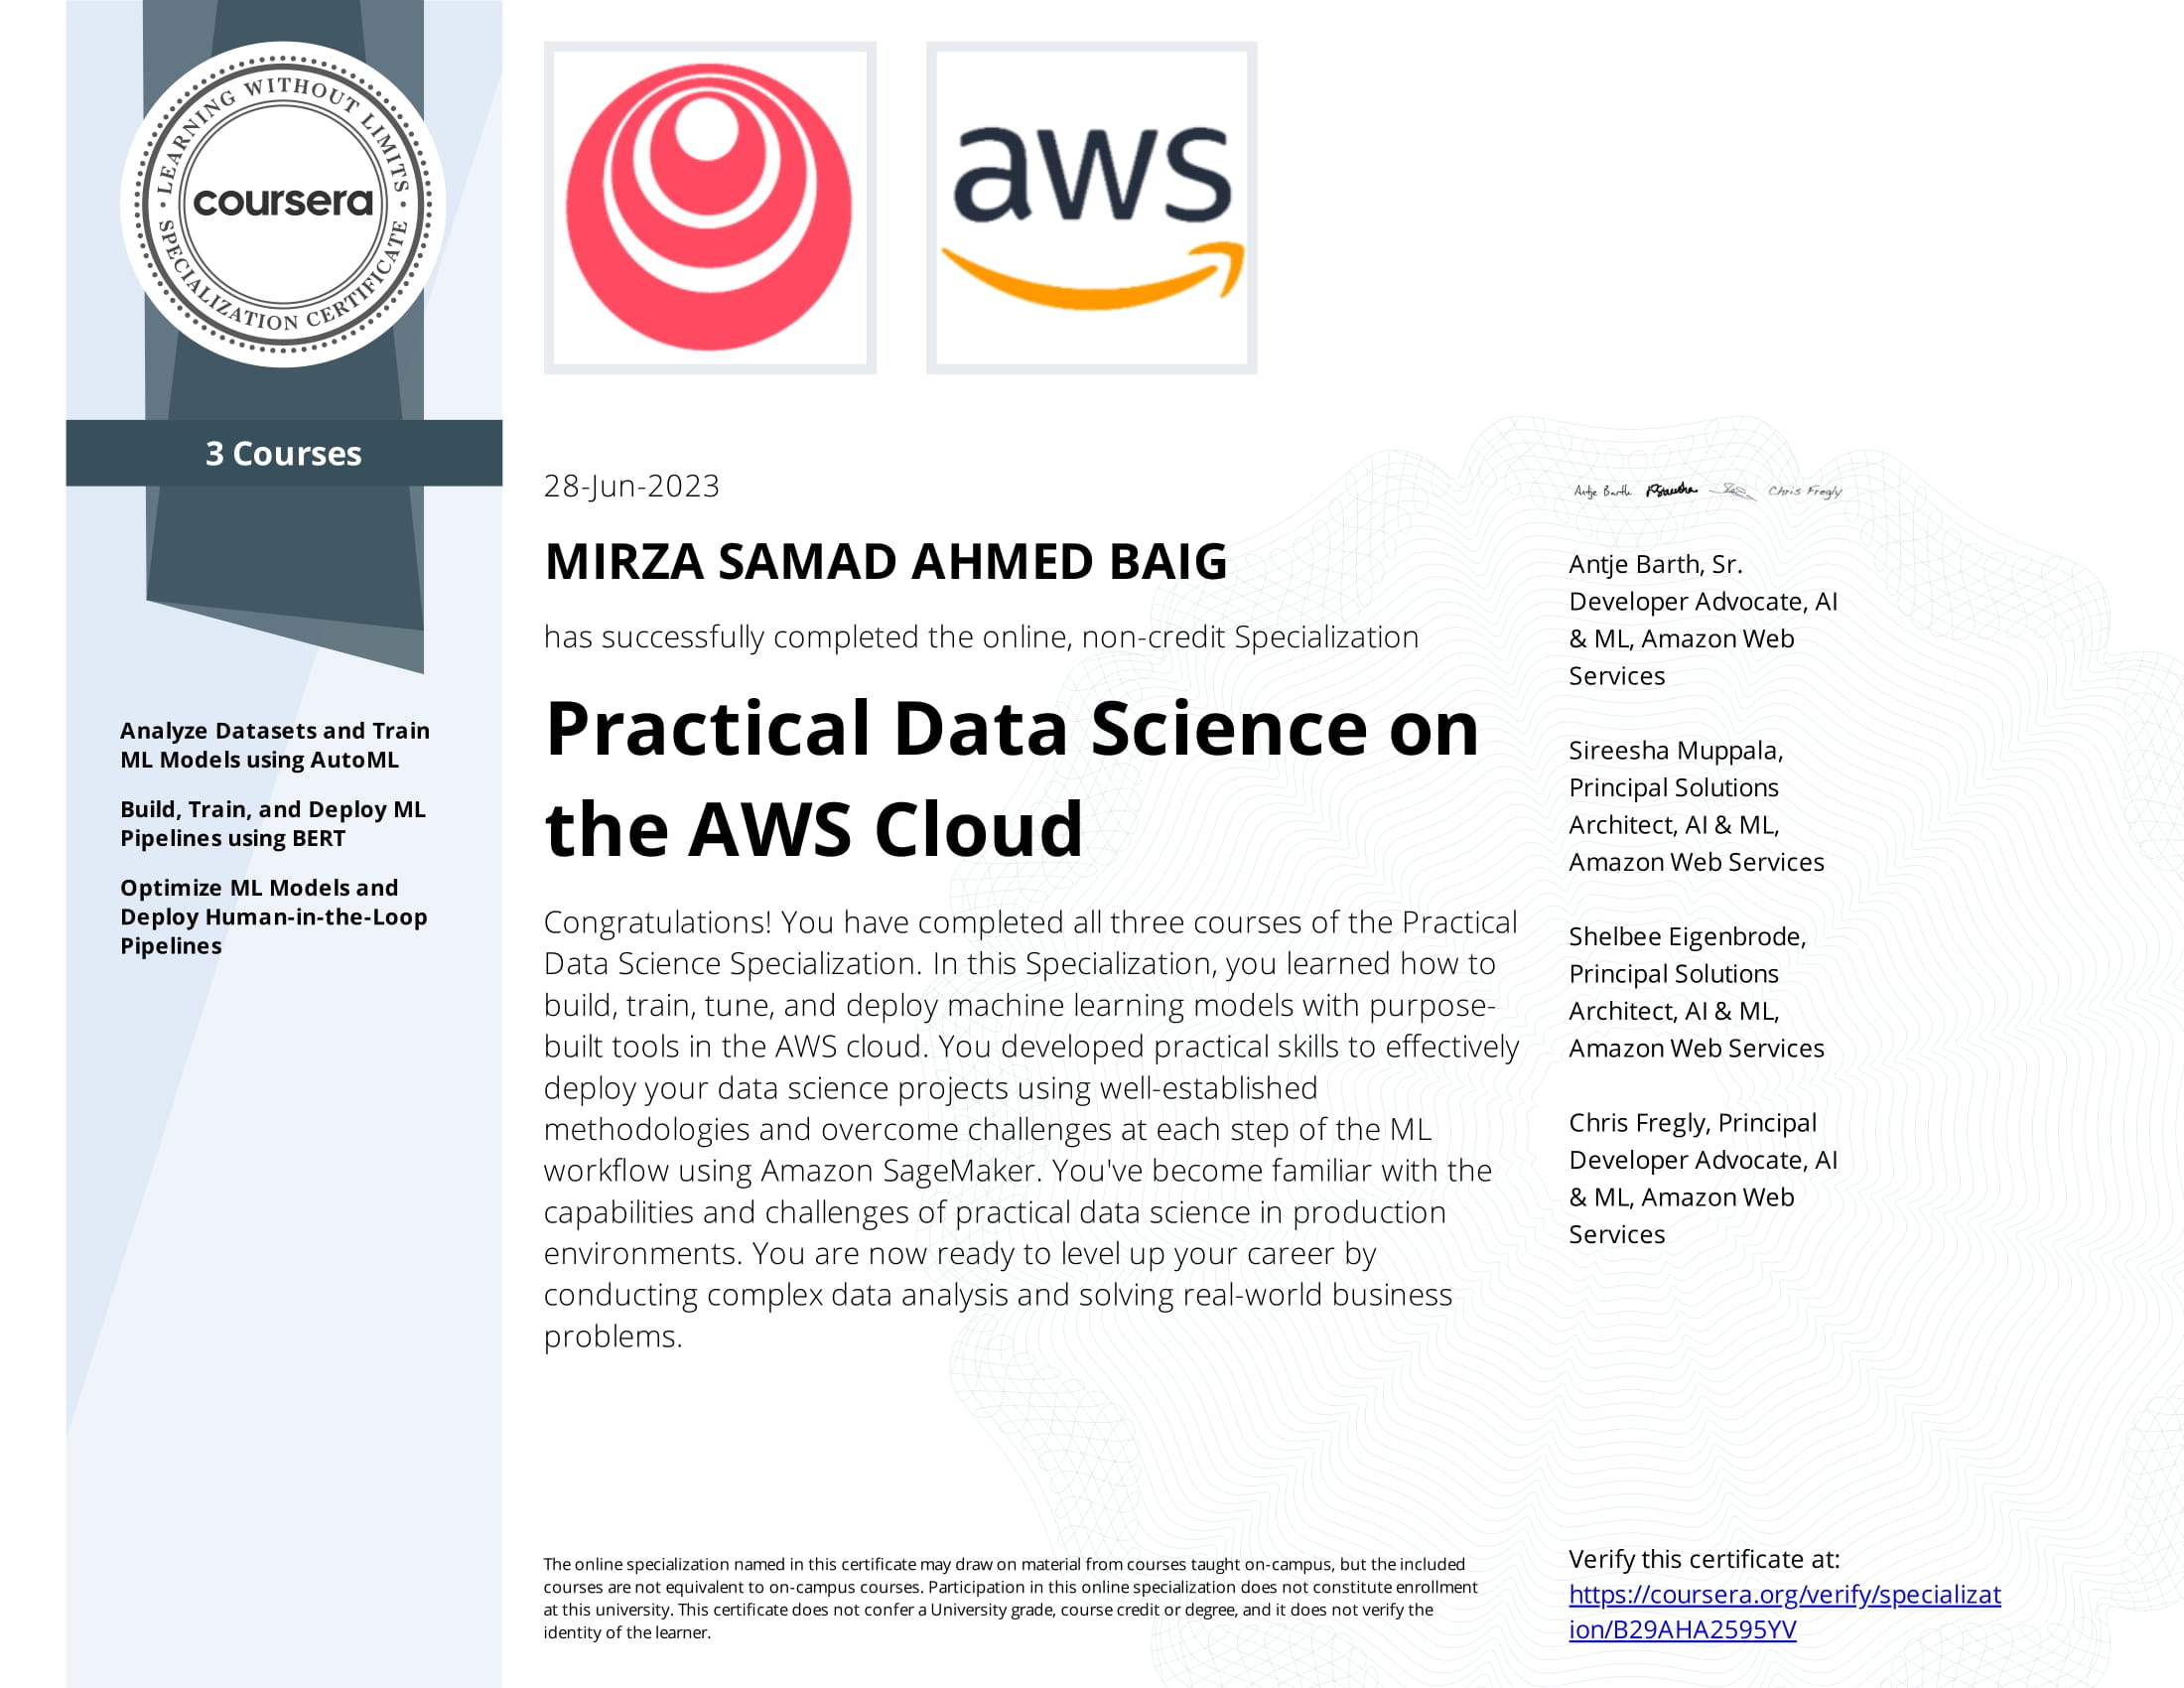 LEARNING WITHOUT LIMITS
coursera
SPECIALIZATION CERTIFICATE
3 Courses
Analyze Datasets and Train
ML Models using AutoML
Build, Train, and Deploy ML
Pipelines using BERT
Optimize ML Models and
Deploy Human-in-the-Loop
Pipelines
aws
28-Jun-2023
MIRZA SAMAD AHMED BAIG
has successfully completed the online, non-credit Specialization
Practical Data Science on
the AWS Cloud
Congratulations! You have completed all three courses of the Practical
Data Science Specialization. In this Specialization, you learned how to
build, train, tune, and deploy machine learning models with purpose-
built tools in the AWS cloud. You developed practical skills to effectively
deploy your data science projects using well-established
methodologies and overcome challenges at each step of the ML
workflow using Amazon SageMaker. You've become familiar with the
capabilities and challenges of practical data science in production
environments. You are now ready to level up your career by
conducting complex data analysis and solving real-world business
problems.
The online specialization named in this certificate may draw on material from courses taught on-campus, but the included
courses are not equivalent to on-campus courses. Participation in this online specialization does not constitute enrollment
at this university. This certificate does not confer a University grade, course credit or degree, and it does not verify the
identity of the learner.
Antje Barth Chris Fregly
Antje Barth, Sr.
Developer Advocate, AI
& ML, Amazon Web
Services
Sireesha Muppala,
Principal Solutions
Architect, AI & ML,
Amazon Web Services
Shelbee Eigenbrode,
Principal Solutions
Architect, AI & ML,
Amazon Web Services
Chris Fregly, Principal
Developer Advocate, AI
& ML, Amazon Web
Services
Verify this certificate at:
https://coursera.org/verify/specializat
ion/B29AHA2595YV